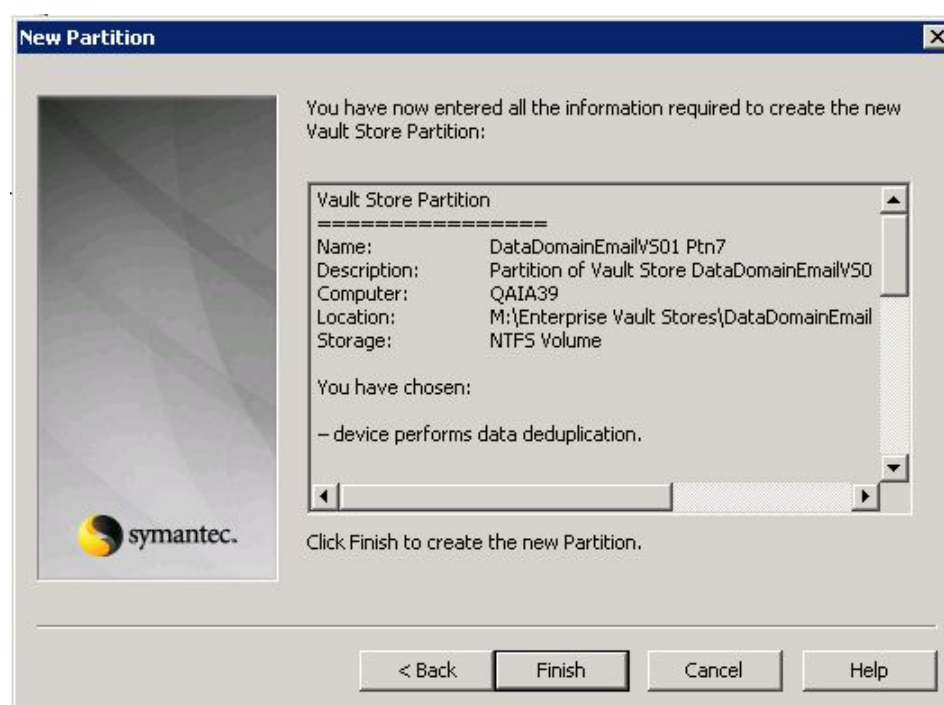 New Partition
You have now entered all the information required to create the new
Vault Store Partition:
Vault Store Partition
==================
Name: DataDomainEmailVS01 Ptn7
Description: Partition of Vault Store DataDomainEmailVS0
Computer: QAIA39
Location: M:\Enterprise Vault Stores\DataDomainEmail
Storage: NTFS Volume
You have chosen:
– device performs data deduplication.
symantec.
Click Finish to create the new Partition.
< Back Finish Cancel Help